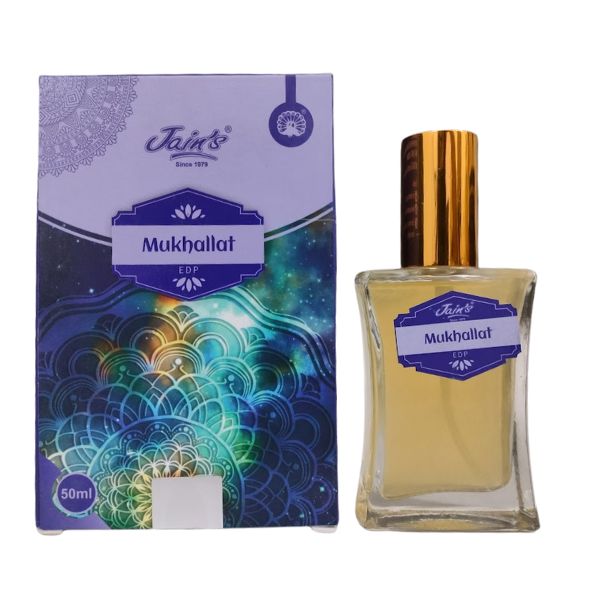 Jain's®
Since 1979
Mukhallat
EDP
50ml
Jain's
Mukhallat
EDP